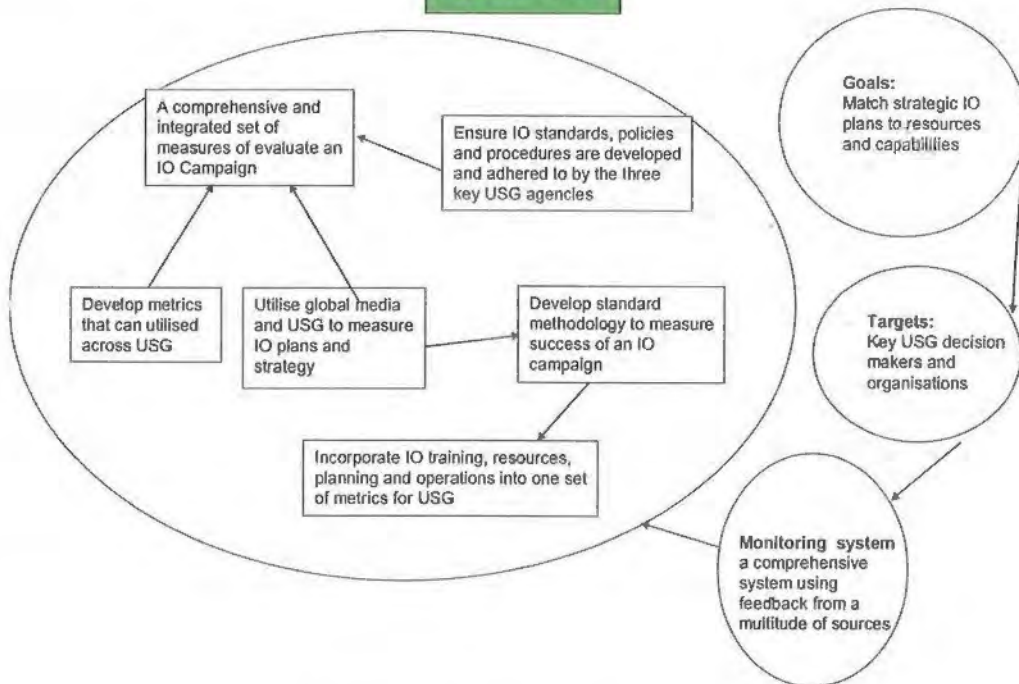 A comprehensive and
integrated set of
measures of evaluate an
IO Campaign
Ensure IO standards, policies
and procedures are developed
and adhered to by the three
key USG agencies
Develop metrics
that can utilised
across USG
Utilise global media
and USG to measure
IO plans and
strategy
Develop standard
methodology to measure
success of an IO
campaign
Incorporate IO training, resources,
planning and operations into one set
of metrics for USG
Goals:
Match strategic IO
plans to resources
and capabilities
Targets:
Key USG decision
makers and
organisations
Monitoring system
a comprehensive
system using
feedback from a
multitude of sources